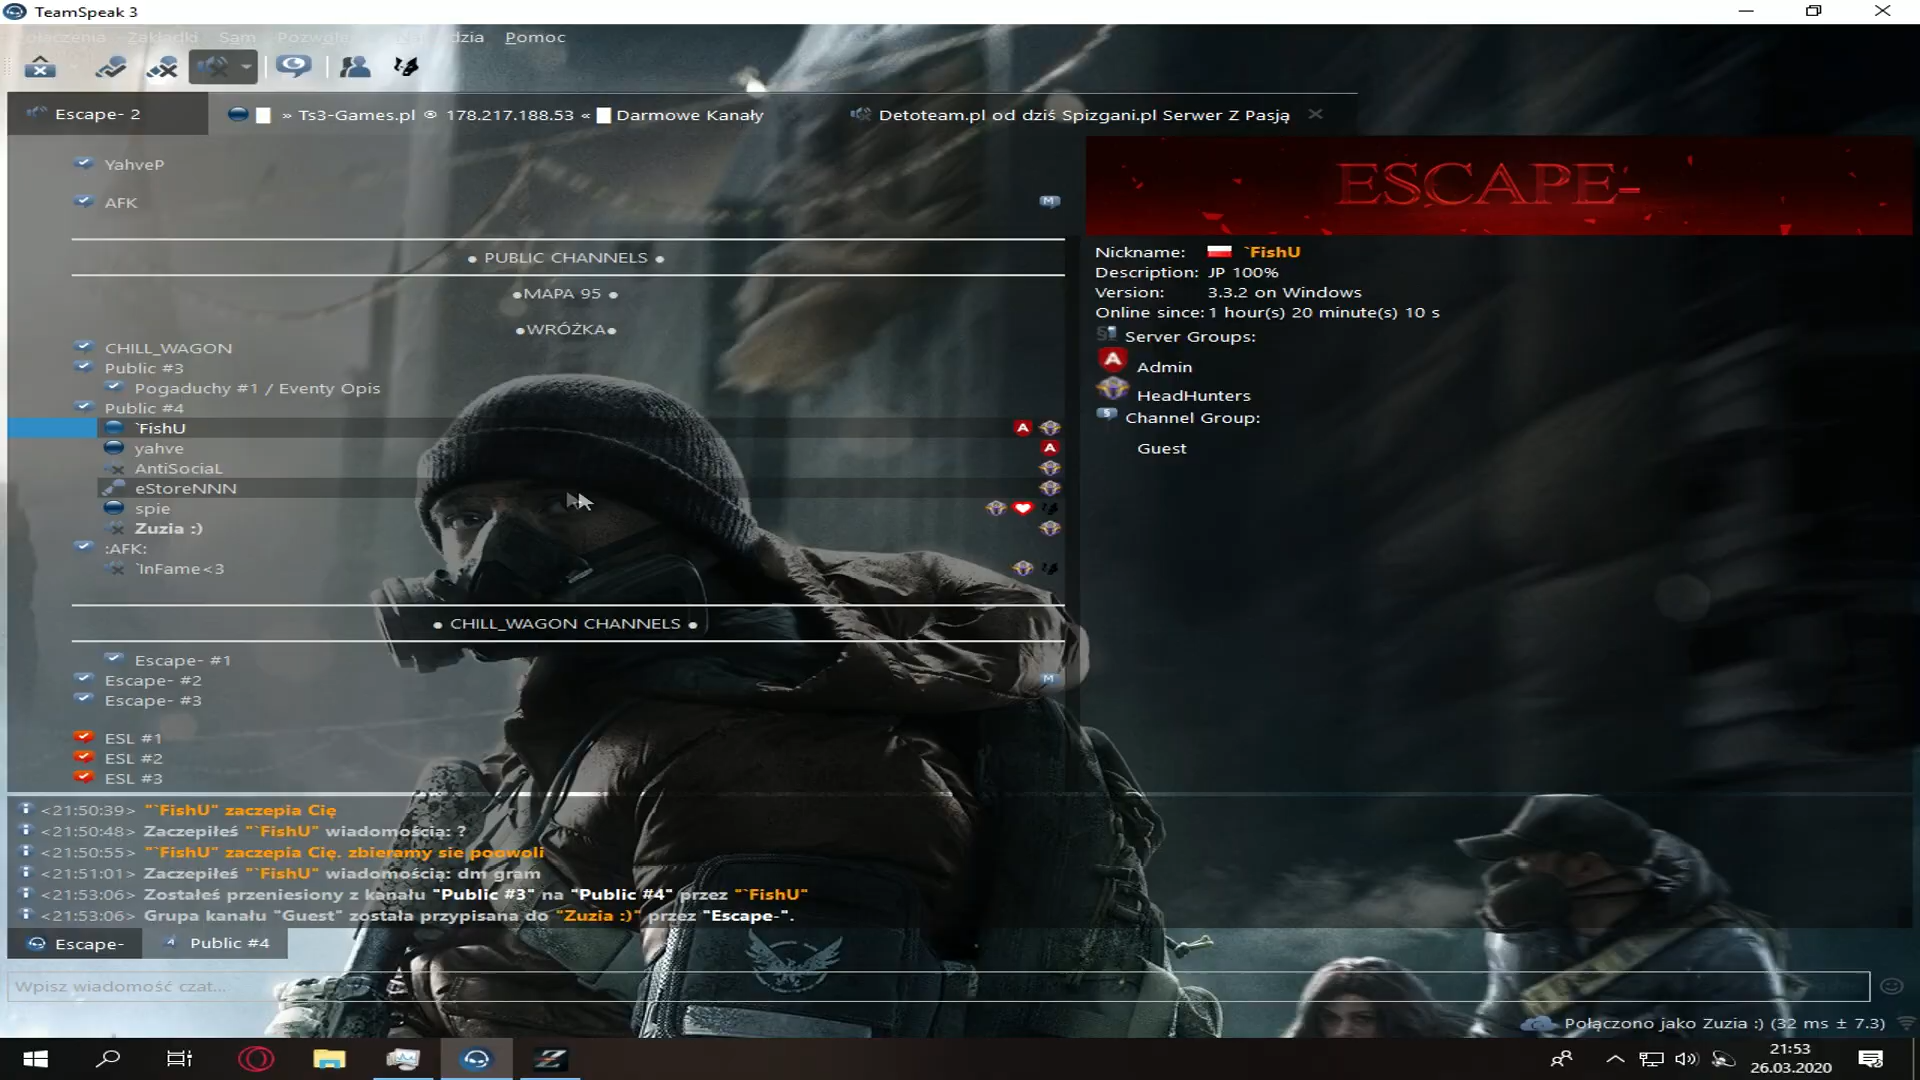 TeamSpeak 3
Sam
Pomoc
Escape- 2
» Ts3-Games.pl ® 178.217.188.53 « █ Darmowe Kanały
Detoteam.pl od dziś Spizgani.pl Serwer Z Pasją
YahveP
AFK
● PUBLIC CHANNELS ●
●MAPA 95 ●
●WRÓŻKA●
CHILL_WAGON
Public #3
Pogaduchy #1 / Eventy Opis
Public #4
`FishU
yahve
AntiSociaL
eStoreNNN
spie
Zuzia :)
:AFK:
`InFame<3
● CHILL_WAGON CHANNELS ●
Escape- #1
Escape- #2
Escape- #3
ESL #1
ESL #2
ESL #3
ESCAPE-
Nickname: `FishU
Description: JP 100%
Version: 3.3.2 on Windows
Online since: 1 hour(s) 20 minute(s) 10 s
Server Groups:
Admin
HeadHunters
Channel Group:
Guest
<21:50:39> "`FishU" zaczepia Cię
<21:50:48> Zaczepiłeś "`FishU" wiadomością: ?
<21:50:55> "`FishU" zaczepia Cię. zbieramy sie poowoli
<21:51:01> Zaczepiłeś "`FishU" wiadomością: dm gram
<21:53:06> Zostałeś przeniesiony z kanału "Public #3" na "Public #4" przez "`FishU"
<21:53:06> Grupa kanału "Guest" została przypisana do "Zuzia :)" przez "Escape-".
Escape-
Public #4
Wpisz wiadomość czat...
Połączono jako Zuzia :) (32 ms ± 7.3)
21:53
26.03.2020